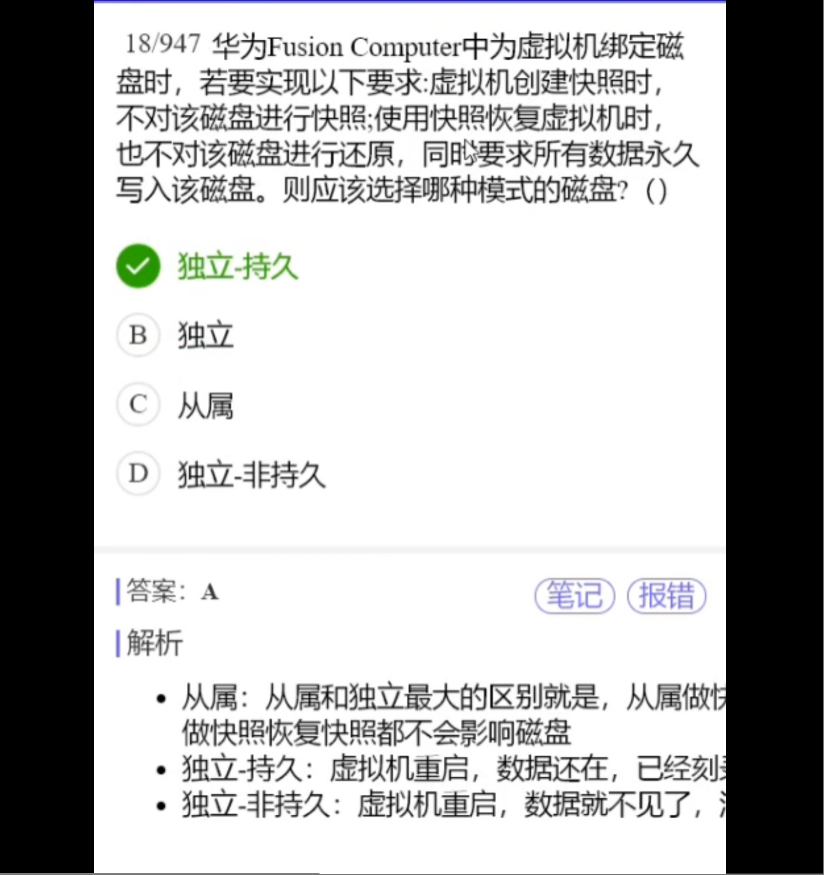 18/947 华为Fusion Computer中为虚拟机绑定磁
盘时，若要实现以下要求:虚拟机创建快照时，
不对该磁盘进行快照;使用快照恢复虚拟机时，
也不对该磁盘进行还原，同时要求所有数据永久
写入该磁盘。则应该选择哪种模式的磁盘?（）
独立-持久
B 独立
C 从属
D 独立-非持久
答案：A 笔记 报错
解析
从属：从属和独立最大的区别就是，从属做快
做快照恢复快照都不会影响磁盘
独立-持久：虚拟机重启，数据还在，已经刻
独立-非持久：虚拟机重启，数据就不见了，